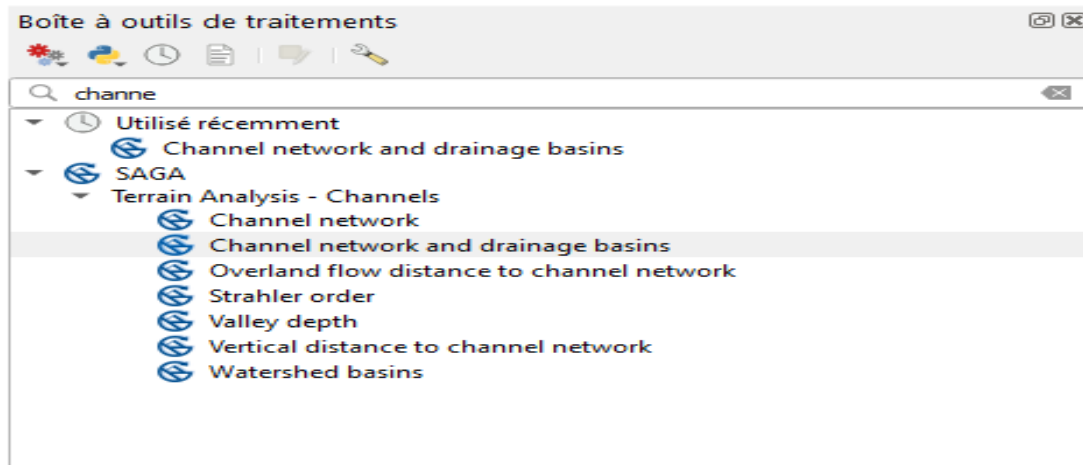 Boîte à outils de traitements
channe
Utilisé récemment
Channel network and drainage basins
SAGA
Terrain Analysis - Channels
Channel network
Channel network and drainage basins
Overland flow distance to channel network
Strahler order
Valley depth
Vertical distance to channel network
Watershed basins